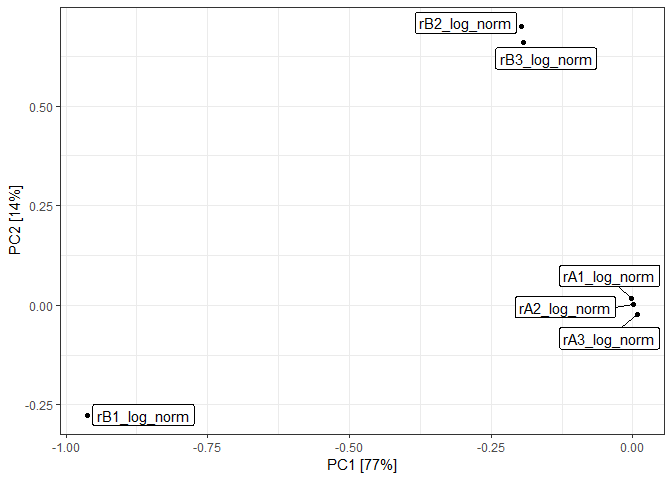 rB2_log_norm
rB3_log_norm
0.50
PC2 [14%]
0.25
rA1_log_norm
0.00
rA2_log_norm
rA3_log_norm
-0.25
rB1_log_norm
-1.00 -0.75 -0.50 -0.25 0.00
PC1 [77%]